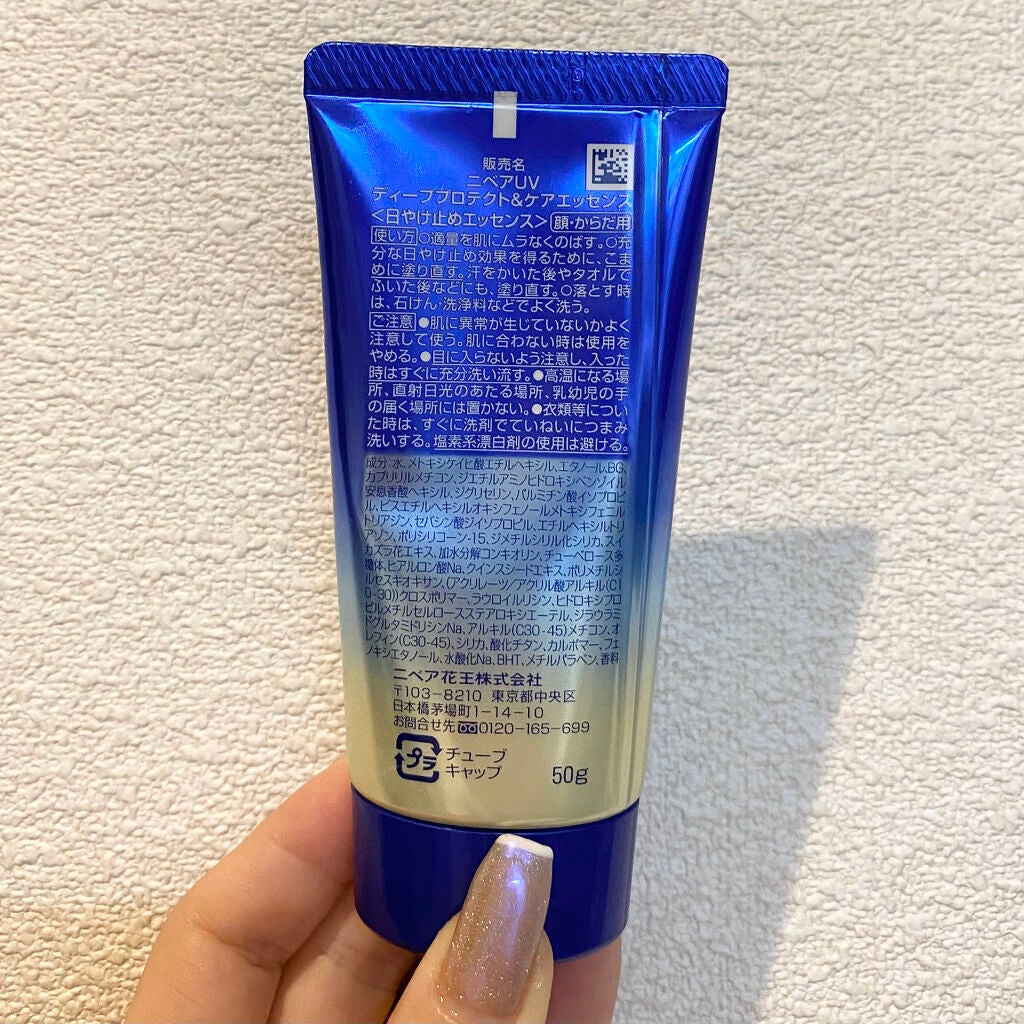 販売名
ニベアUV
ディープ プロテクト&ケア エッセンス
<日やけ止めエッセンス> 顔・からだ用
使い方 ○適量を肌にムラなくのばす。○充
分な日やけ止め効果を得るために、こま
めに塗り直す。汗をかいた後やタオルで
ふいた後などにも、塗り直す。○落とす時
は、石けん・洗浄料などでよく洗う。
ご注意 ●肌に異常が生じていないかよく
注意して使う。肌に合わない時は使用を
やめる。●目に入らないよう注意し、入った
時はすぐに充分洗い流す。●高温になる場
所、直射日光のあたる場所、乳幼児の手
の届く場所には置かない。●衣類等につい
た時は、すぐに洗剤でていねいにつまみ
洗いする。塩素系漂白剤の使用は避ける。
成分:水、メトキシケイヒ酸エチルヘキシル、エタノール、BG、
カプリリルメチコン、ジエチルアミノヒドロキシベンゾイル
安息香酸ヘキシル、ジグリセリン、パルミチン酸イソプロピ
ル、ビスエチルヘキシルオキシフェノールメトキシフェニル
トリアジン、セバシン酸ジイソプロピル、エチルヘキシルトリ
アゾン、ポリシリコーン-15、ジメチルシリル化シリカ、スイ
カズラ花エキス、加水分解コンキオリン、チューベロース多
糖体、ヒアルロン酸Na、クインスシードエキス、ポリメチルシ
ルセスキオキサン、(アクリレーツ/アクリル酸アルキル(C1
0-30))クロスポリマー、ラウロイルリシン、ヒドロキシプロ
ピルメチルセルロースステアロキシエーテル、ジラウラミ
ドグルタミドリシンNa、アルキル(C30-45)メチコン、オ
レフィン(C30-45)、シリカ、酸化チタン、カルボマー、フェ
ノキシエタノール、水酸化Na、BHT、メチルパラベン、香料
ニベア花王株式会社
〒103-8210 東京都中央区
日本橋茅場町1-14-10
お問合せ先 0120-165-699
プラ チューブ
キャップ 50g